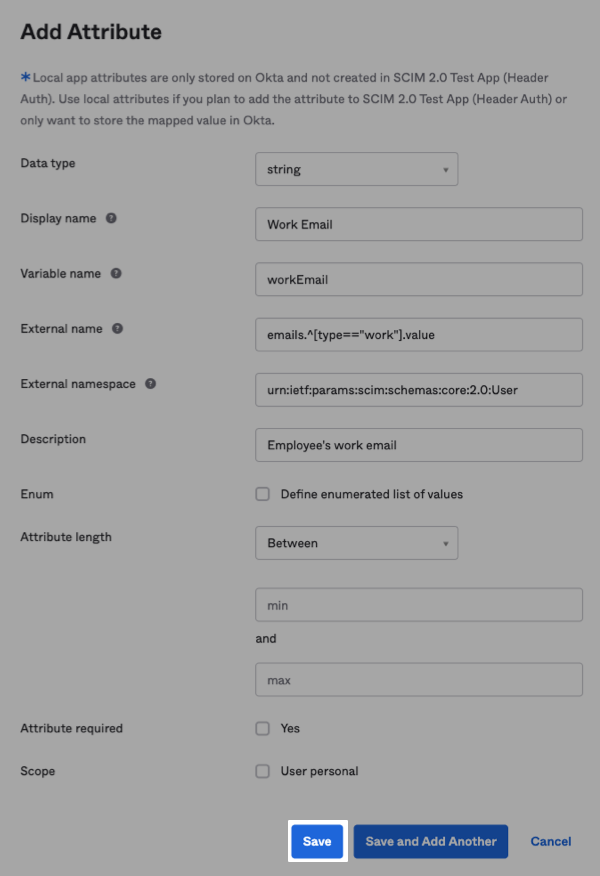 Add Attribute
*Local app attributes are only stored on Okta and not created in SCIM 2.0 Test App (Header
Auth). Use local attributes if you plan to add the attribute to SCIM 2.0 Test App (Header Auth) or
only want to store the mapped value in Okta.
Data type
string
Display name ?
Work Email
Variable name ?
workEmail
External name ?
emails.^[type=="work"].value
External namespace ?
urn:ietf:params:scim:schemas:core:2.0:User
Description
Employee's work email
Enum
Define enumerated list of values
Attribute length
Between
min
and
max
Attribute required
Yes
Scope
User personal
Save
Save and Add Another
Cancel